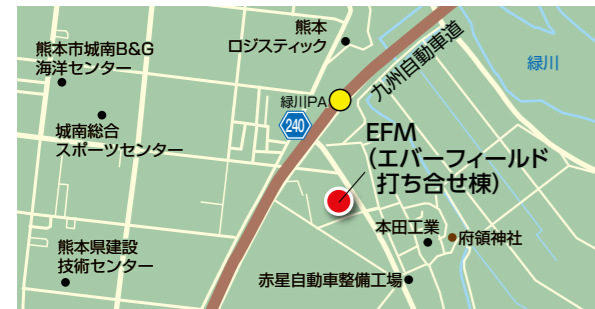 熊本
ロジスティック
熊本市城南B&G
海洋センター
九州自動車道
緑川
緑川PA
240
城南総合
スポーツセンター
EFM
(エバーフィールド
打ち合せ棟)
本田工業
府領神社
熊本県建設
技術センター
赤星自動車整備工場